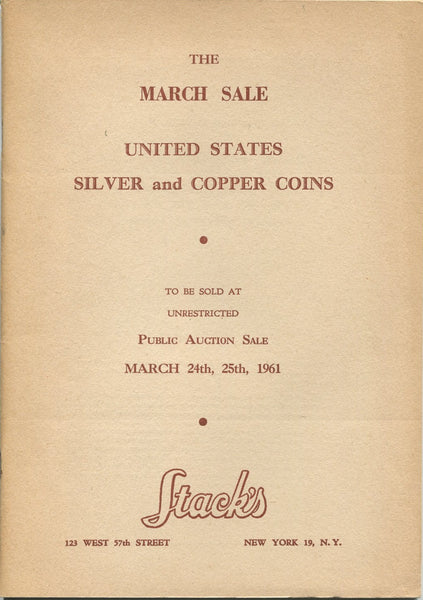 THE
MARCH SALE
UNITED STATES
SILVER and COPPER COINS
TO BE SOLD AT
UNRESTRICTED
PUBLIC AUCTION SALE
MARCH 24th, 25th, 1961
Stack's
123 WEST 57th STREET NEW YORK 19, N. Y.